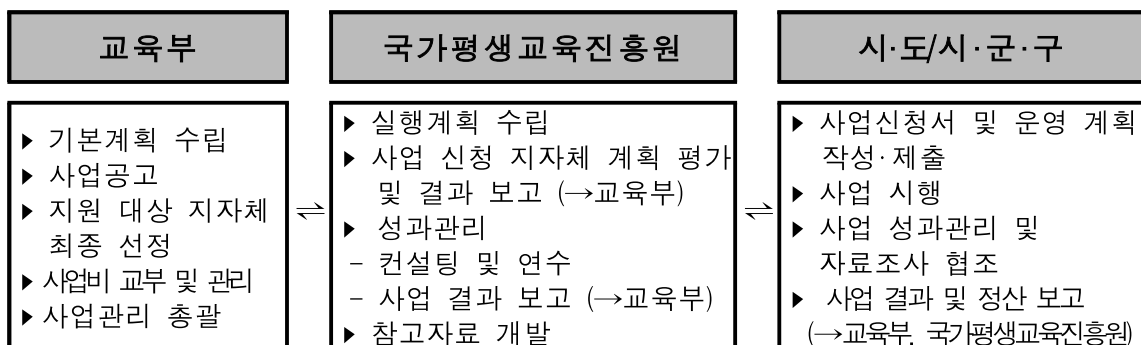 교육부
▸ 기본계획 수립
▸ 사업공고
▸ 지원 대상 지자체
최종 선정
▸ 사업비 교부 및 관리
▸ 사업관리 총괄
⇌
국가평생교육진흥원
▸ 실행계획 수립
▸ 사업 신청 지자체 계획 평가
및 결과 보고 (→교육부)
▸ 성과관리
- 컨설팅 및 연수
- 사업 결과 보고 (→교육부)
▸ 참고자료 개발
⇌
시·도/시·군·구
▸ 사업신청서 및 운영 계획
작성·제출
▸ 사업 시행
▸ 사업 성과관리 및
자료조사 협조
▸ 사업 결과 및 정산 보고
(→교육부, 국가평생교육진흥원)